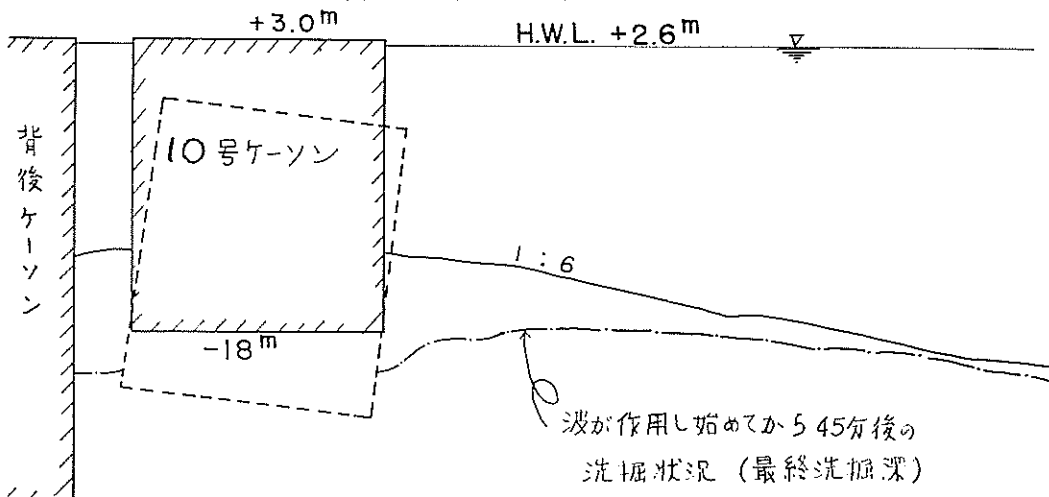 +3.0m
H.W.L. +2.6m
背後ケーソン
10号ケーソン
1:6
-18m
波が作用し始めてから45分後の
洗掘状況(最終洗掘深)